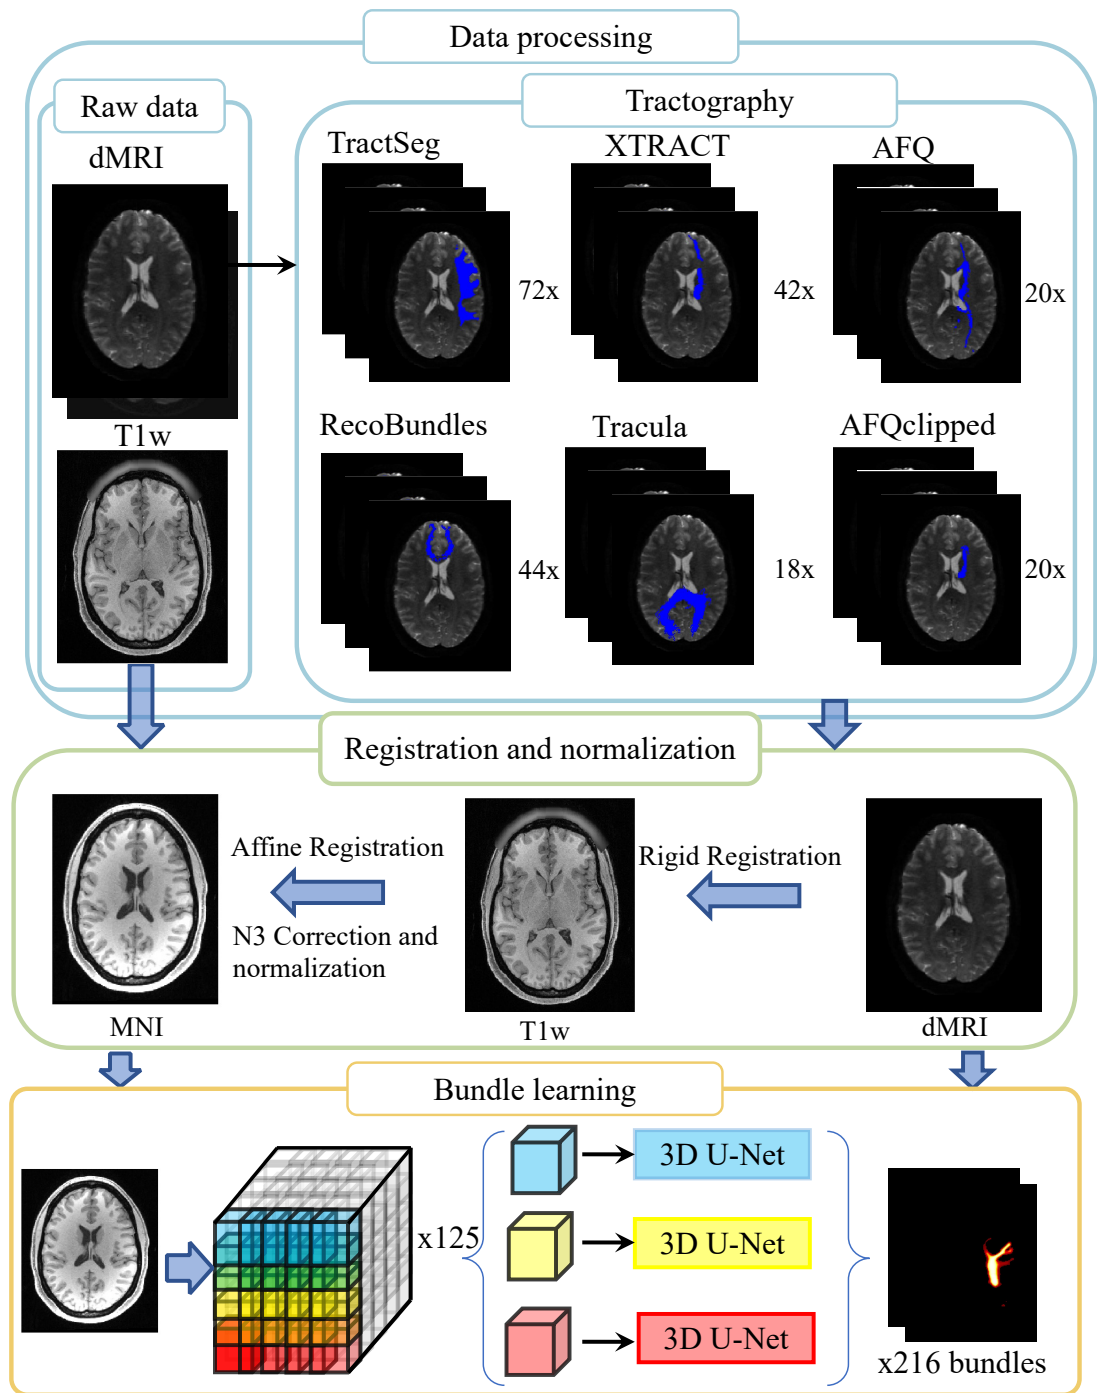 Data processing
Raw data
Tractography
dMRI
T1w
TractSeg
72x
XTRACT
42x
AFQ
20x
RecoBundles
44x
Tracula
18x
AFQclipped
20x
Registration and normalization
Affine Registration
N3 Correction and
normalization
Rigid Registration
MNI
T1w
dMRI
Bundle learning
x125
3D U-Net
3D U-Net
3D U-Net
x216 bundles